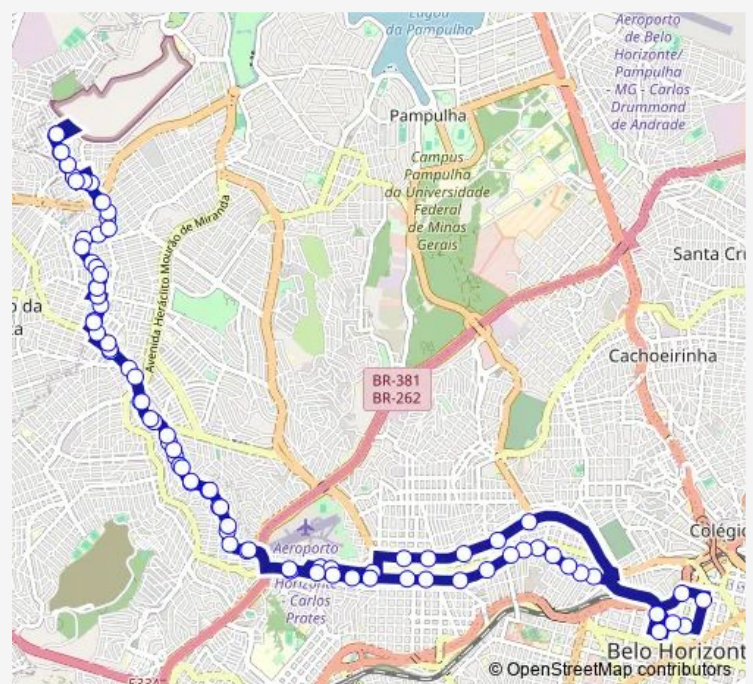 Lagoa
da Pampulha
Aeroporto
de Belo
Horizonte/
Pampulha
- MG - Carlos
Drummond
de Andrade
Pampulha
Campus
Pampulha
da Universidade
Federal
de Minas
Gerais
Avenida Heráclito Mourão de Miranda
Santa Cru
o da
Cachoeirinha
BR-381
BR-262
Colégio
Aeroporto
Horizonte
- Carlos
Prates
Belo Horizont
© OpenStreetMap contributors